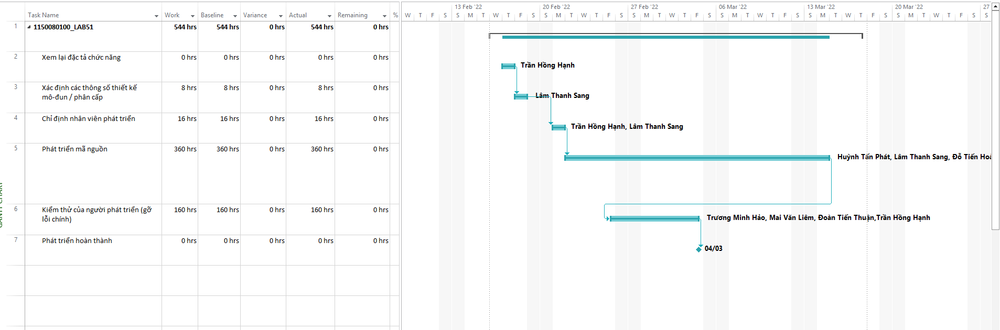 13 Feb '22 20 Feb '22 27 Feb '22 06 Mar '22 13 Mar '22 20 Mar '22 27
Task Name Work Baseline Variance Actual Remaining % W T F S S M T W T F S S M T W T F S S M T W T F S S M T W T F S S M T W T F S S M T W T F S S
1 1150080100_LAB51 544 hrs 544 hrs 0 hrs 544 hrs 0 hrs
2 Xem lại đặc tả chức năng 0 hrs 0 hrs 0 hrs 0 hrs 0 hrs Trần Hồng Hạnh
3 Xác định các thông số thiết kế 8 hrs 8 hrs 0 hrs 8 hrs 0 hrs Lâm Thanh Sang
mô-đun / phân cấp
4 Chỉ định nhân viên phát triển 16 hrs 16 hrs 0 hrs 16 hrs 0 hrs Trần Hồng Hạnh, Lâm Thanh Sang
5 Phát triển mã nguồn 360 hrs 360 hrs 0 hrs 360 hrs 0 hrs Huỳnh Tấn Phát, Lâm Thanh Sang, Đỗ Tiến
6 Kiểm thử của người phát triển (gỡ 160 hrs 160 hrs 0 hrs 160 hrs 0 hrs Trương Minh Hảo, Mai Văn Liêm, Đoàn Tiến Thuận,Trần Hồng Hạnh
lỗi chính)
7 Phát triển hoàn thành 0 hrs 0 hrs 0 hrs 0 hrs 0 hrs 04/03